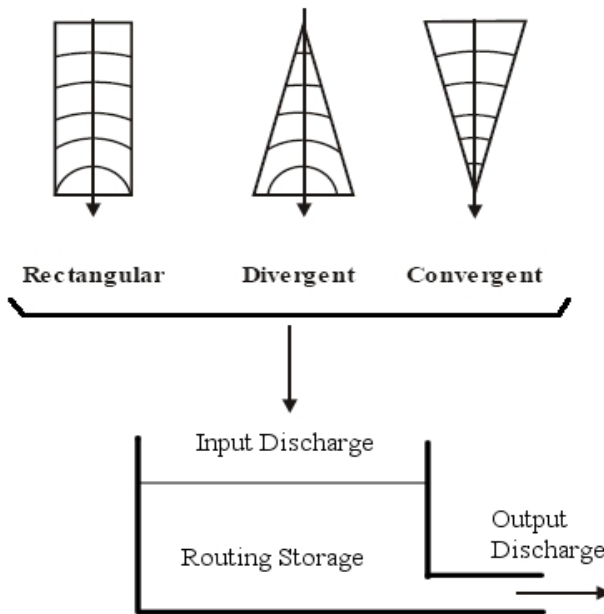 Rectangular
Divergent
Convergent
Input Discharge
Routing Storage
Output
Discharge